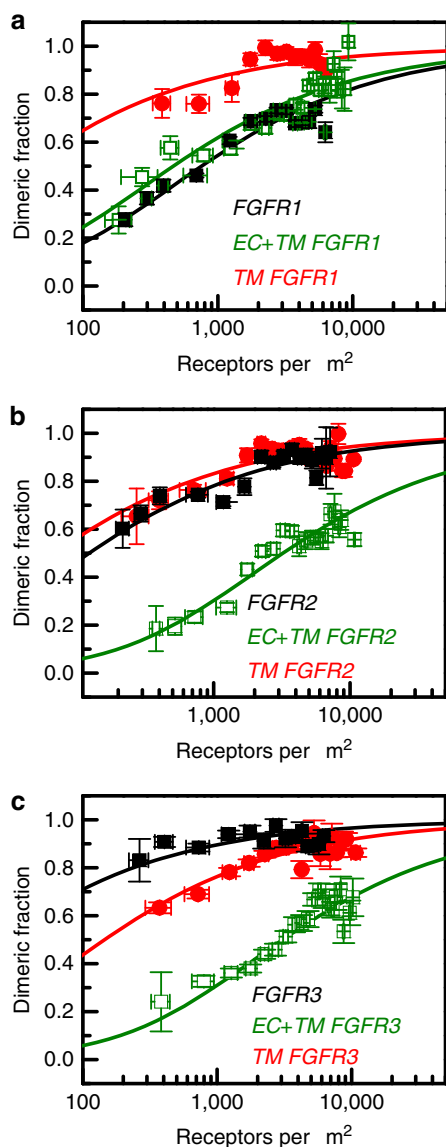 a
1.0
0.8
0.6
0.4
0.2
0.0
Dimeric fraction
FGFR1
EC+TM FGFR1
TM FGFR1
100 1,000 10,000
Receptors per m²
b
1.0
0.8
0.6
0.4
0.2
0.0
Dimeric fraction
FGFR2
EC+TM FGFR2
TM FGFR2
1,000 10,000
Receptors per m²
c
1.0
0.8
0.6
0.4
0.2
0.0
Dimeric fraction
FGFR3
EC+TM FGFR3
TM FGFR3
100 1,000 10,000
Receptors per m²